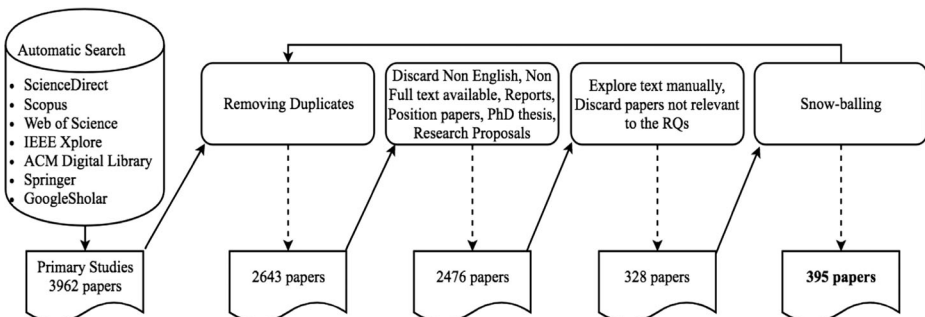 Automatic Search
• ScienceDirect
• Scopus
• Web of Science
• IEEE Xplore
• ACM Digital Library
• Springer
• GoogleSholar
Removing Duplicates
Discard Non English, Non
Full text available, Reports,
Position papers, PhD thesis,
Research Proposals
Explore text manually,
Discard papers not relevant
to the RQs
Snow-balling
Primary Studies
3962 papers
2643 papers
2476 papers
328 papers
395 papers